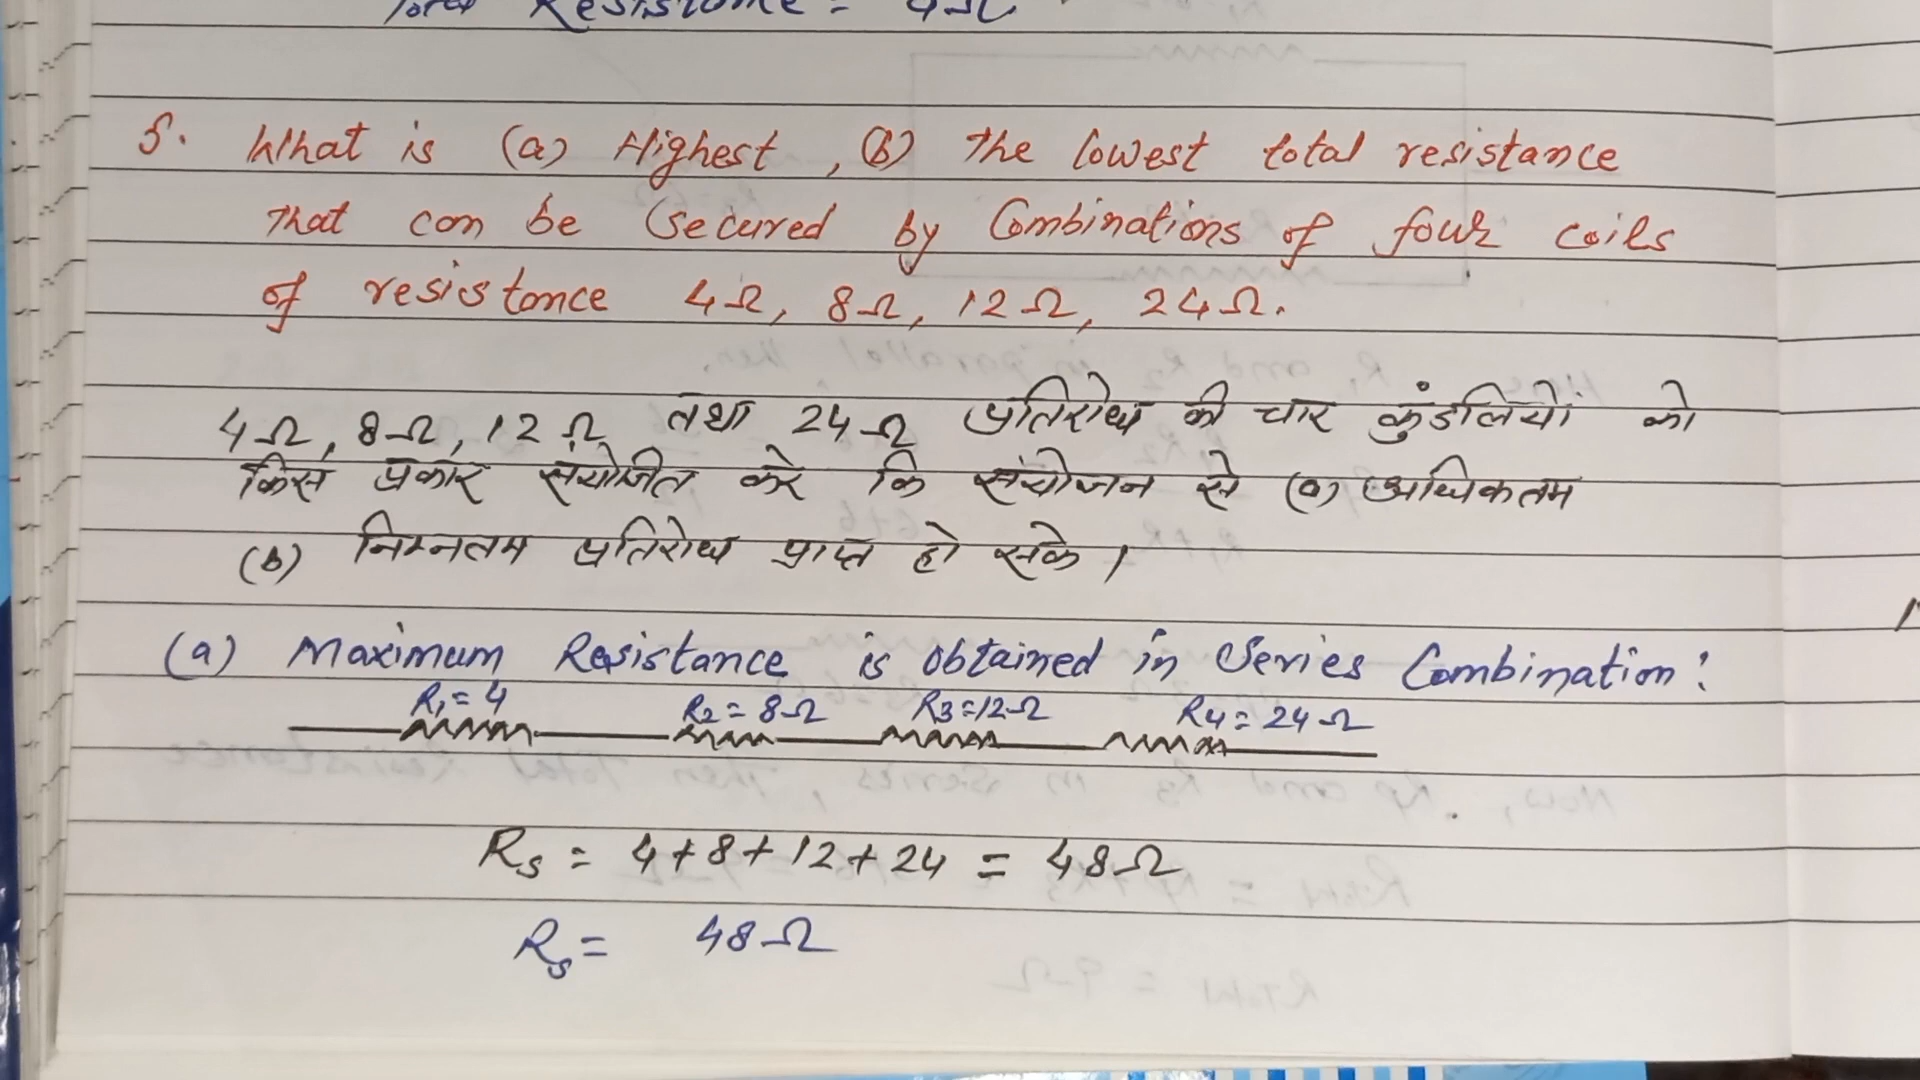 Total Resistance = 4Ω
5. What is (a) Highest, (b) the lowest total resistance
that can be secured by Combinations of four coils
of resistance 4Ω, 8Ω, 12Ω, 24Ω.
4Ω, 8Ω, 12Ω तथा 24Ω प्रतिरोध की चार कुंडलियों को
किस प्रकार संयोजित करे कि संयोजन से (a) अधिकतम
(b) निम्नतम प्रतिरोध प्राप्त हो सके।
(a) Maximum Resistance is obtained in Series Combination:
R₁=4 R₂=8Ω R₃=12Ω R₄=24Ω
Rₛ = 4+8+12+24 = 48Ω
Rₛ = 48Ω